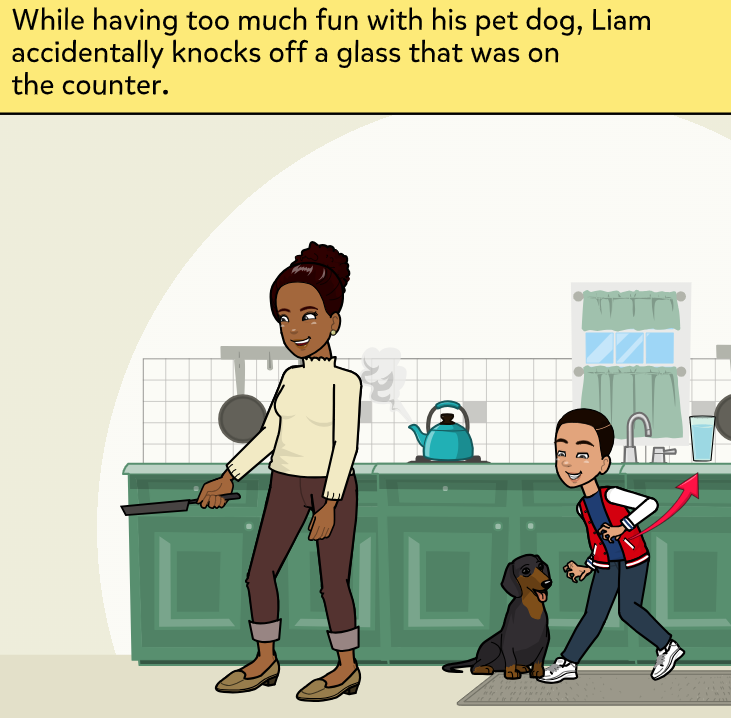 While having too much fun with his pet dog, Liam
accidentally knocks off a glass that was on
the counter.